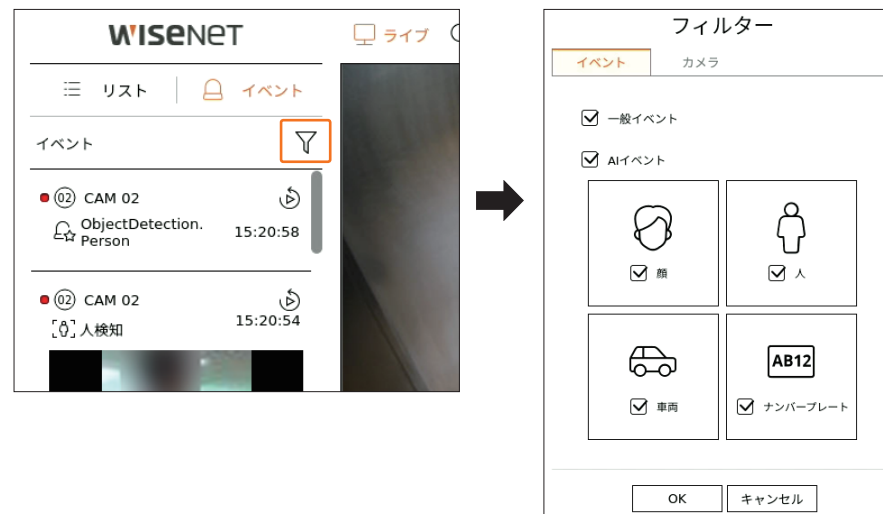 WISENET
ライブ
リスト
イベント
イベント
02 CAM 02
ObjectDetection.
Person
15:20:58
02 CAM 02
人検知
15:20:54
フィルター
イベント
カメラ
一般イベント
AIイベント
顔
人
AB12
車両
ナンバープレート
OK
キャンセル